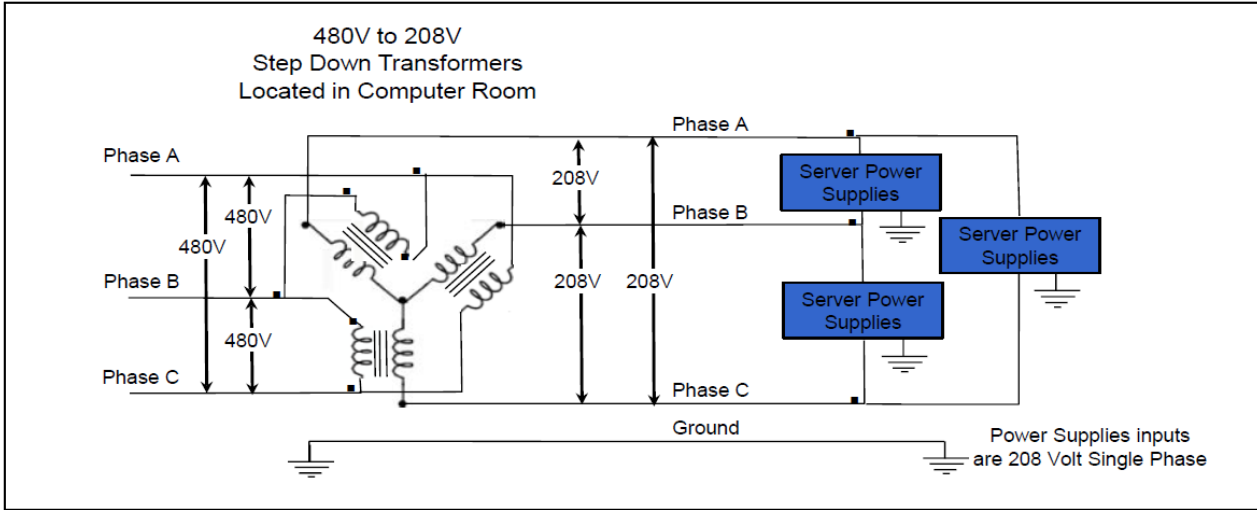 480V to 208V
Step Down Transformers
Located in Computer Room
Phase A
Phase A
Server Power
Supplies
208V
480V
480V
Phase B
Server Power
Supplies
Phase B
208V
208V
Server Power
Supplies
480V
Phase C
Phase C
Ground
Power Supplies inputs
are 208 Volt Single Phase